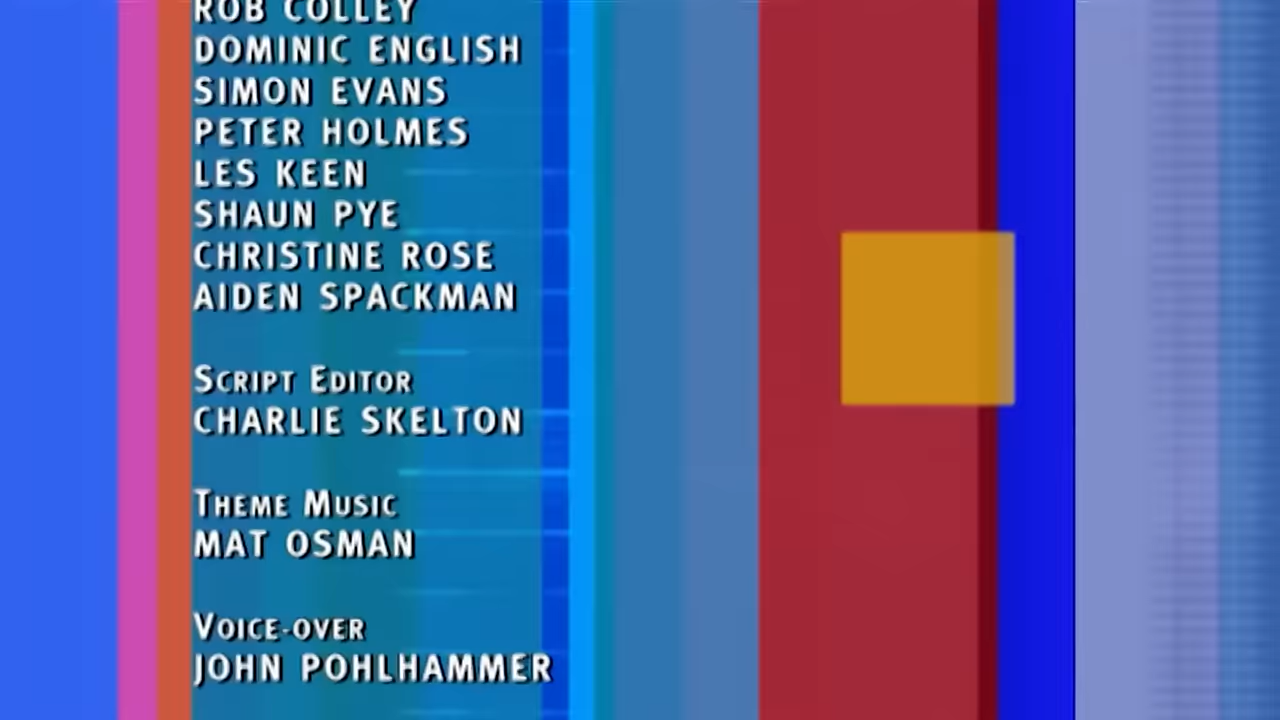 ROB COLLEY
DOMINIC ENGLISH
SIMON EVANS
PETER HOLMES
LES KEEN
SHAUN PYE
CHRISTINE ROSE
AIDEN SPACKMAN
SCRIPT EDITOR
CHARLIE SKELTON
THEME MUSIC
MAT OSMAN
VOICE-OVER
JOHN POHLHAMMER